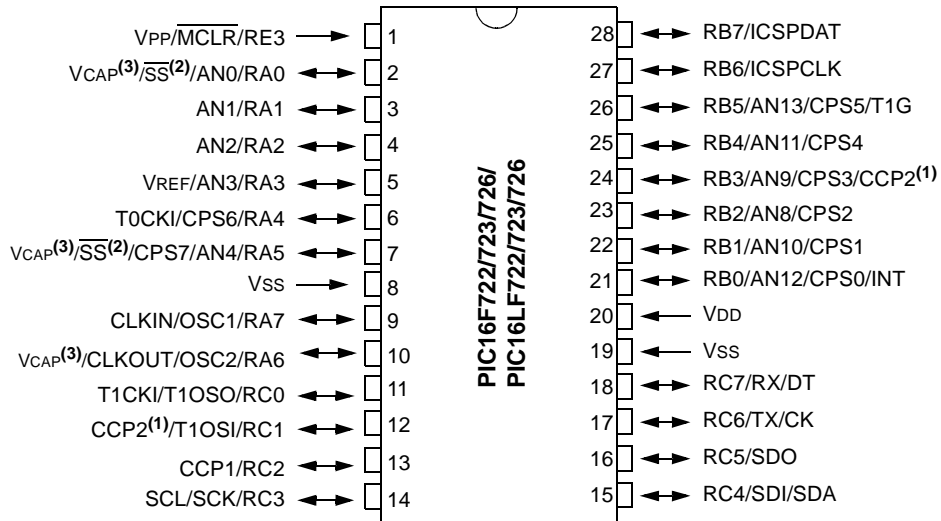 VPP/MCLR/RE3 1
VCAP(3)/SS(2)/AN0/RA0 2
AN1/RA1 3
AN2/RA2 4
VREF/AN3/RA3 5
T0CKI/CPS6/RA4 6
VCAP(3)/SS(2)/CPS7/AN4/RA5 7
VSS 8
CLKIN/OSC1/RA7 9
VCAP(3)/CLKOUT/OSC2/RA6 10
T1CKI/T1OSO/RC0 11
CCP2(1)/T1OSI/RC1 12
CCP1/RC2 13
SCL/SCK/RC3 14
PIC16F722/723/726/
PIC16LF722/723/726
28 RB7/ICSPDAT
27 RB6/ICSPCLK
26 RB5/AN13/CPS5/T1G
25 RB4/AN11/CPS4
24 RB3/AN9/CPS3/CCP2(1)
23 RB2/AN8/CPS2
22 RB1/AN10/CPS1
21 RB0/AN12/CPS0/INT
20 VDD
19 VSS
18 RC7/RX/DT
17 RC6/TX/CK
16 RC5/SDO
15 RC4/SDI/SDA